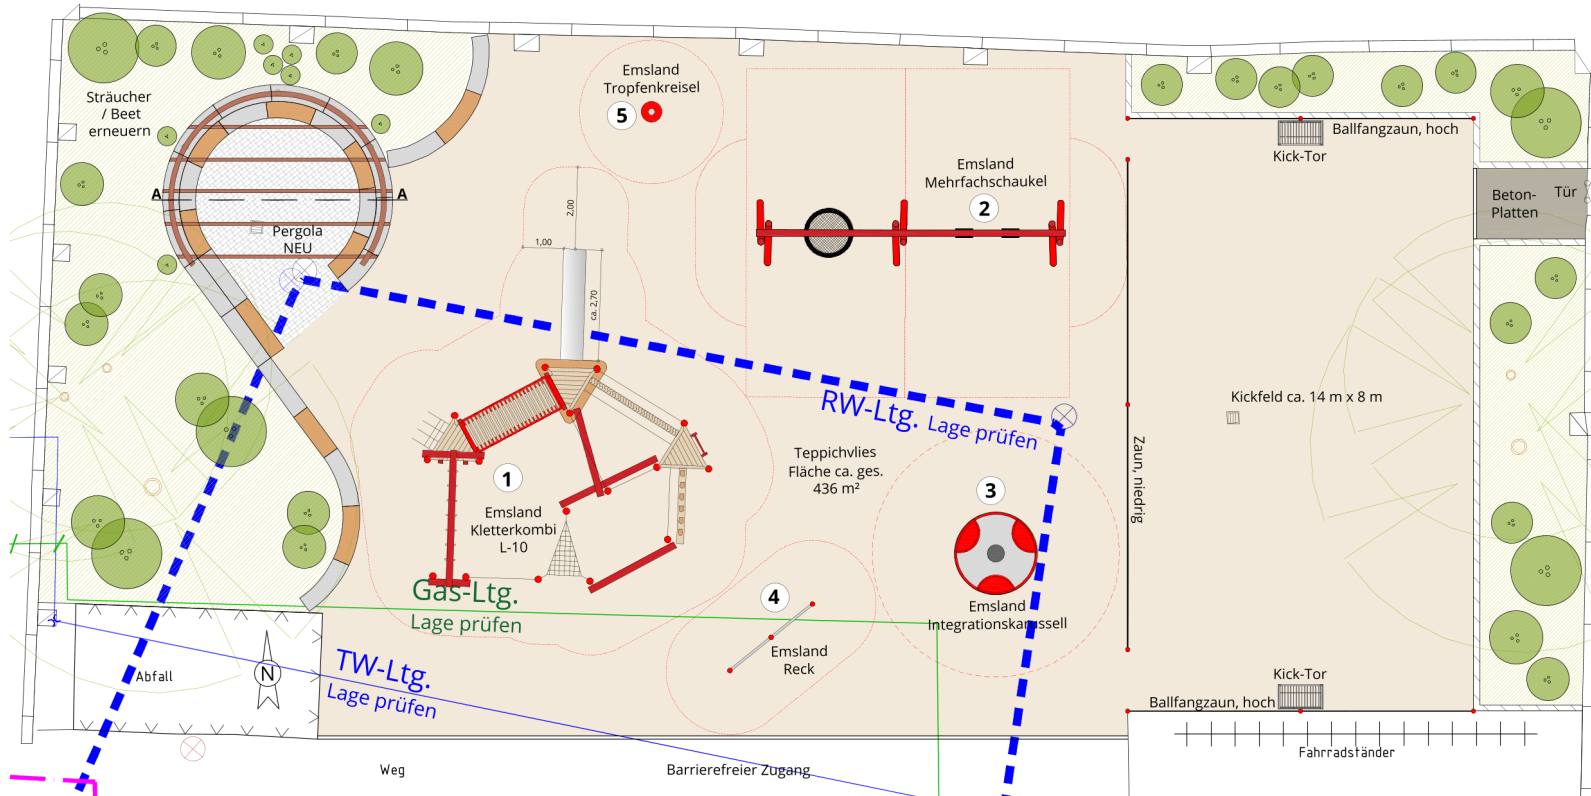 Sträucher
/ Beet
erneuern
Emsland
Tropfenkreisel
5
Ballfangzaun, hoch
Kick-Tor
Emsland
Mehrfachschaukel
2
A
A
Beton-
Platten
Tür
Pergola
NEU
2,00
1,00
ca. 2,70
RW-Ltg. Lage prüfen
Kickfeld ca. 14 m x 8 m
Teppichvlies
Fläche ca. ges.
436 m²
Zaun, niedrig
1
Emsland
Kletterkombi
L-10
3
Emsland
Integrationskarussell
Gas-Ltg.
Lage prüfen
4
Emsland
Reck
TW-Ltg.
Lage prüfen
Abfall
N
Kick-Tor
Ballfangzaun, hoch
Fahrradständer
Weg
Barrierefreier Zugang